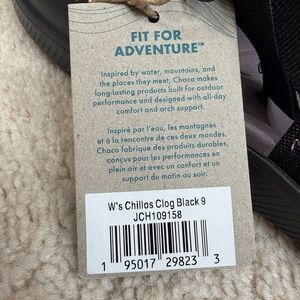 FIT FOR
ADVENTURE™
Inspired by water, mountains, and
the places they meet, Chaco makes
long-lasting products built for outdoor
performance and designed with all-day
comfort and arch support.
Inspiré par l'eau, les montagnes
et à la rencontre de ces deux mondes,
Chaco fabrique des produits durables,
conçus pour les performances en
plein air avec un confort et un
support du matin au soir.
W's Chillos Clog Black 9
JCH109158
1 95017 29823 3